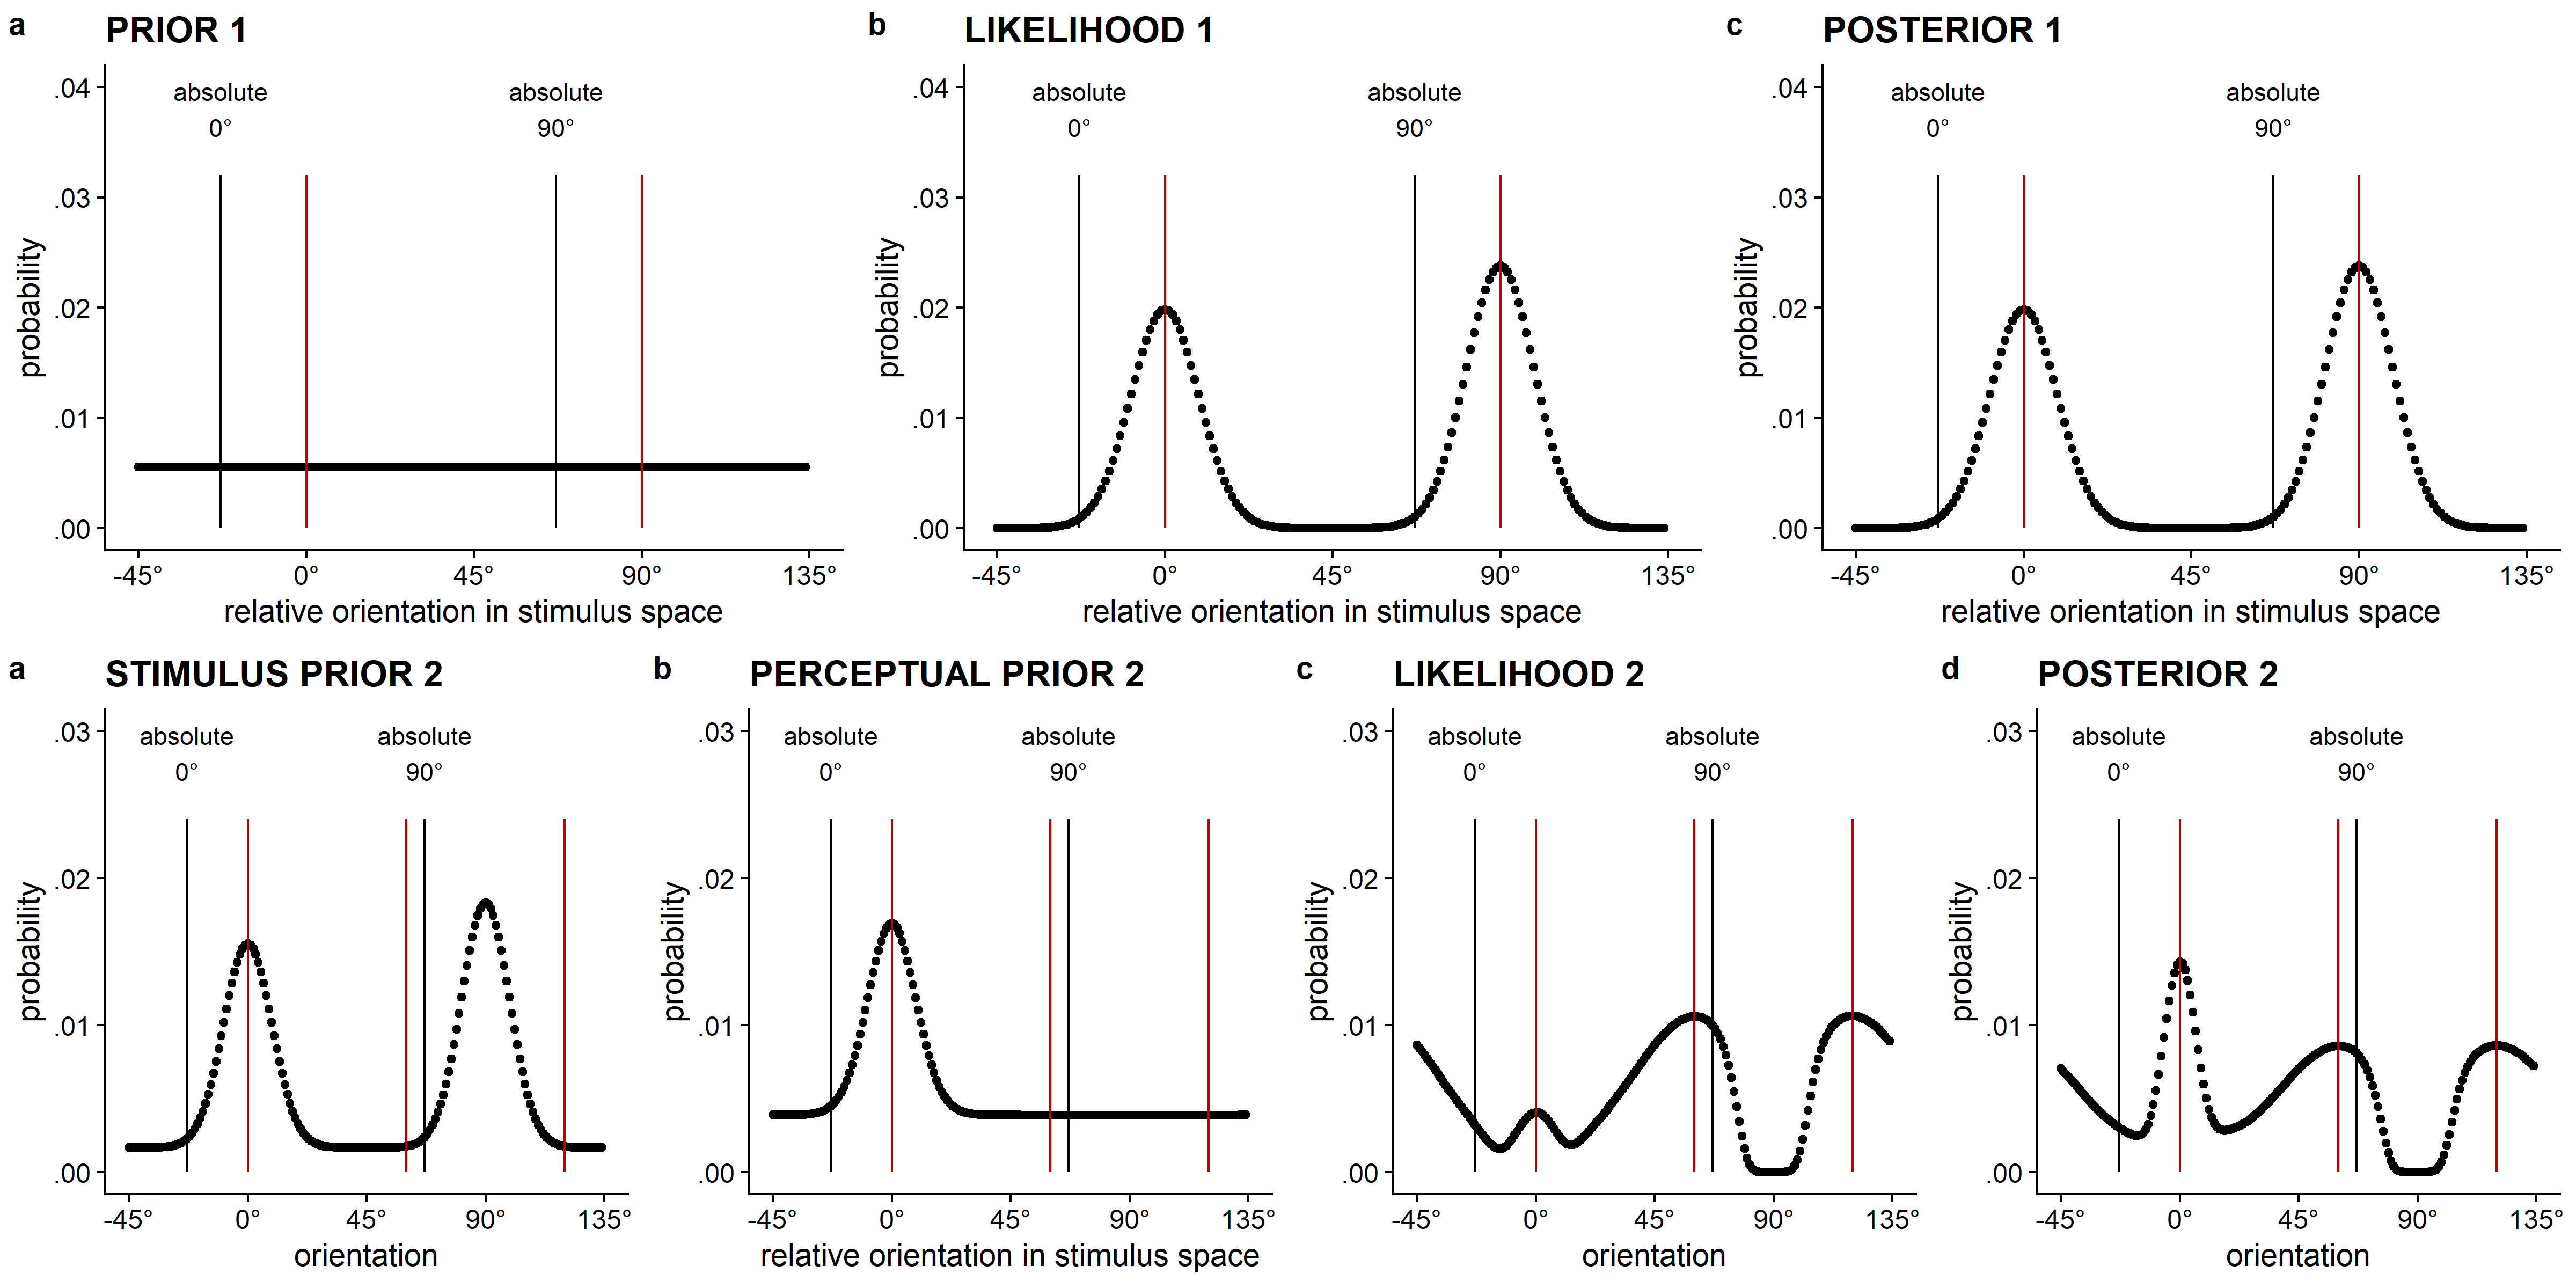 a PRIOR 1
absolute absolute
0° 90°
.04
.03
.02
.01
.00
probability
-45° 0° 45° 90° 135°
relative orientation in stimulus space
b LIKELIHOOD 1
absolute absolute
0° 90°
.04
.03
.02
.01
.00
probability
-45° 0° 45° 90° 135°
relative orientation in stimulus space
c POSTERIOR 1
absolute absolute
0° 90°
.04
.03
.02
.01
.00
probability
-45° 0° 45° 90° 135°
relative orientation in stimulus space
a STIMULUS PRIOR 2
absolute absolute
0° 90°
.03
.02
.01
.00
probability
-45° 0° 45° 90° 135°
orientation
b PERCEPTUAL PRIOR 2
absolute absolute
0° 90°
.03
.02
.01
.00
probability
-45° 0° 45° 90° 135°
relative orientation in stimulus space
c LIKELIHOOD 2
absolute absolute
0° 90°
.03
.02
.01
.00
probability
-45° 0° 45° 90° 135°
orientation
d POSTERIOR 2
absolute absolute
0° 90°
.03
.02
.01
.00
probability
-45° 0° 45° 90° 135°
orientation